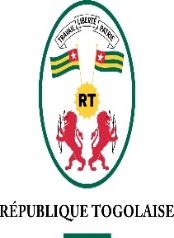 TRAVAIL LIBERTÉ PATRIE
RT
RÉPUBLIQUE TOGOLAISE